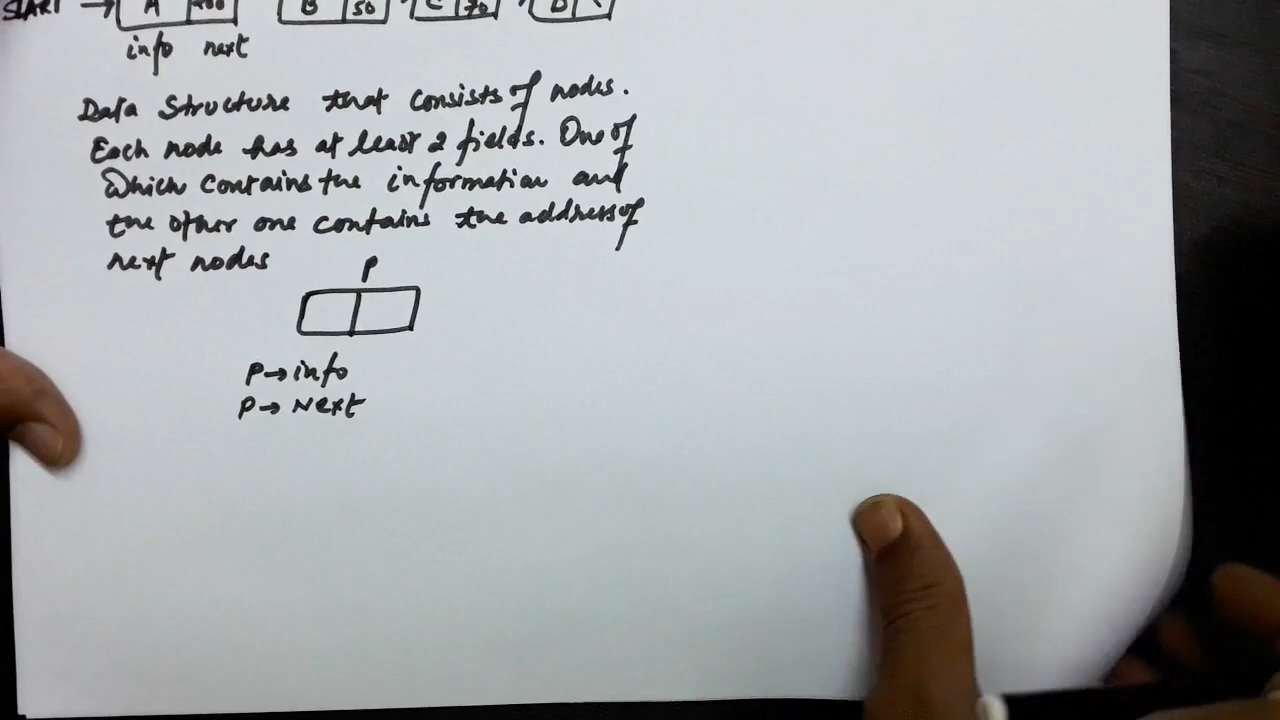 START → A B 50 C 70 D
info next
Data Structure that consists of nodes.
Each node has at least 2 fields. One of
Which contains the information and
the other one contains the address of
next nodes
P
P→info
P→Next